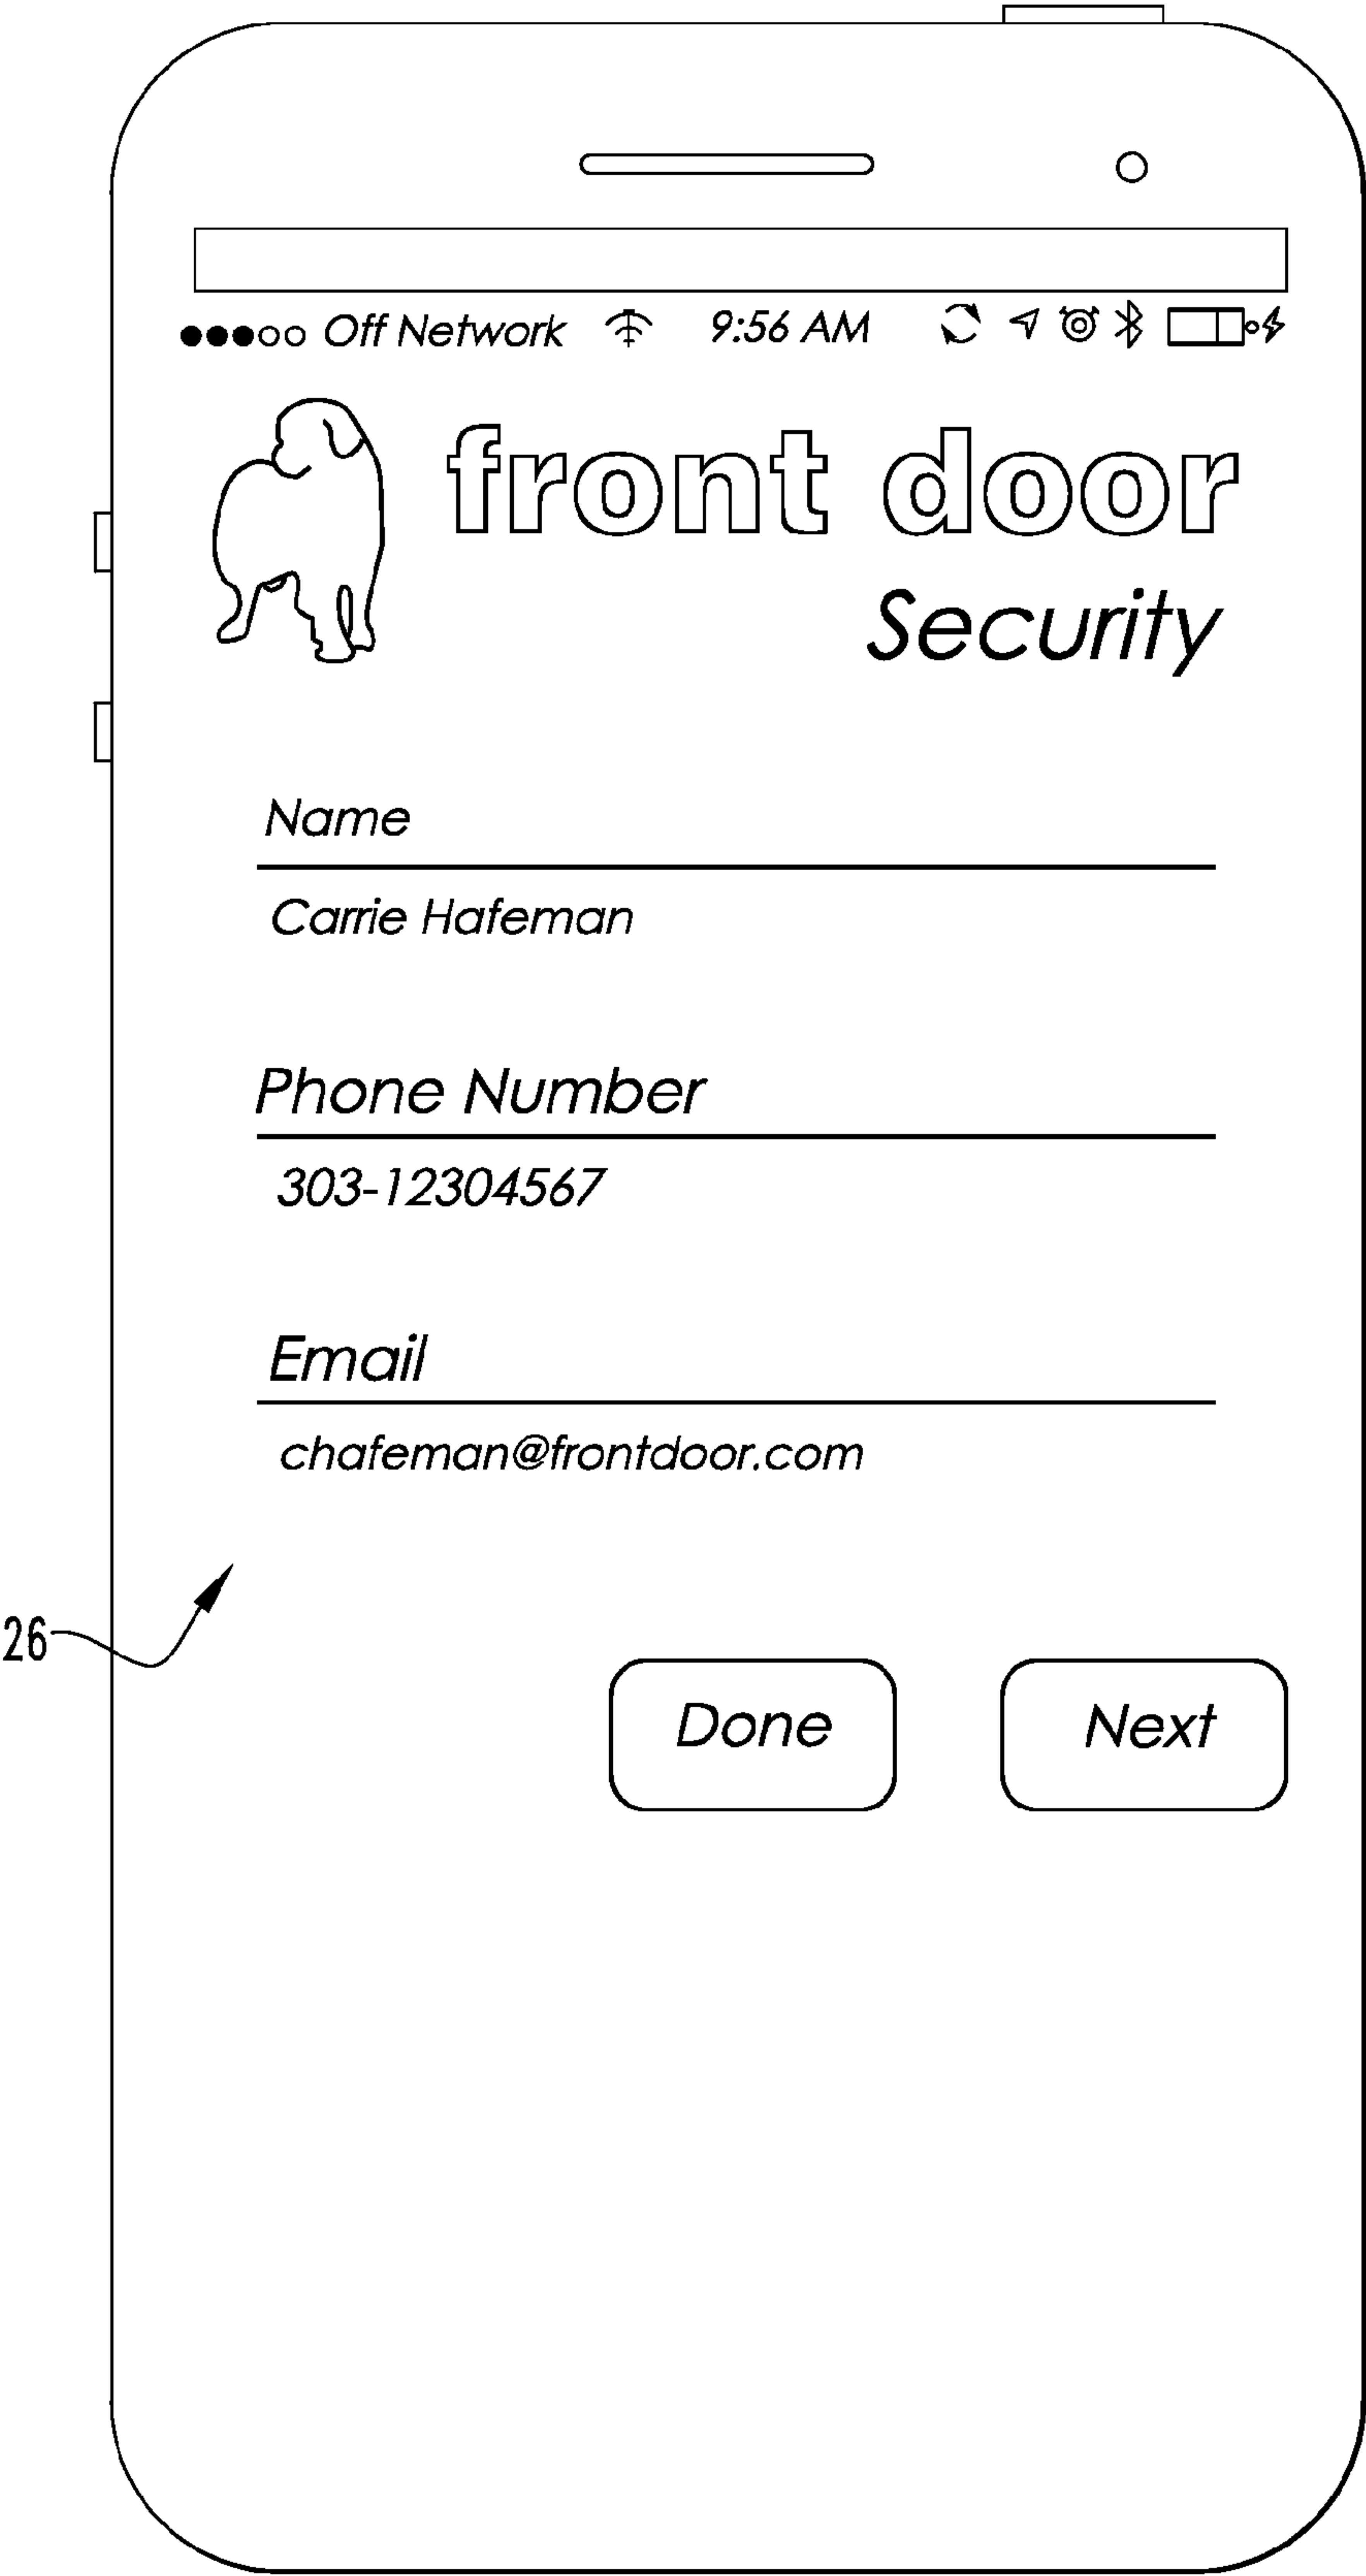 Off Network 9:56 AM
front door
Security
Name
Carrie Hafeman
Phone Number
303-12304567
Email
chafeman@frontdoor.com
26
Done Next